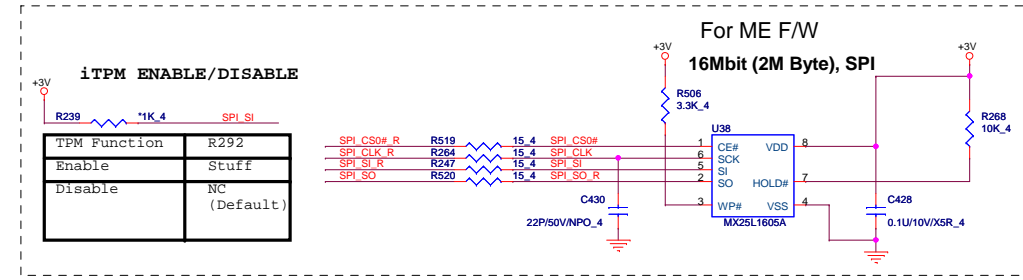 For ME F/W
16Mbit (2M Byte), SPI
iTPM ENABLE/DISABLE
+3V
R239
*1K_4
SPI_SI
TPM Function
R292
Enable
Stuff
Disable
NC
(Default)
+3V
R506
3.3K_4
+3V
R268
10K_4
SPI_CS0#_R
R519
15_4
SPI_CS0#
SPI_CLK_R
R264
15_4
SPI_CLK
SPI_SI_R
R247
15_4
SPI_SI
SPI_SO
R520
15_4
SPI_SO_R
U38
1
CE#
VDD
8
6
SCK
5
SI
2
SO
HOLD#
7
3
WP#
VSS
4
MX25L1605A
C430
22P/50V/NPO_4
C428
0.1U/10V/X5R_4